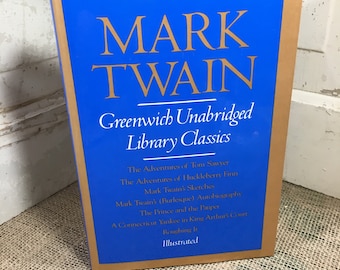 MARK
TWAIN
Greenwich Unabridged
Library Classics
The Adventures of Tom Sawyer
The Adventures of Huckleberry Finn
Mark Twain's Sketches
Mark Twain's (Burlesque) Autobiography
The Prince and the Pauper
A Connecticut Yankee in King Arthur's Court
Roughing It
Illustrated